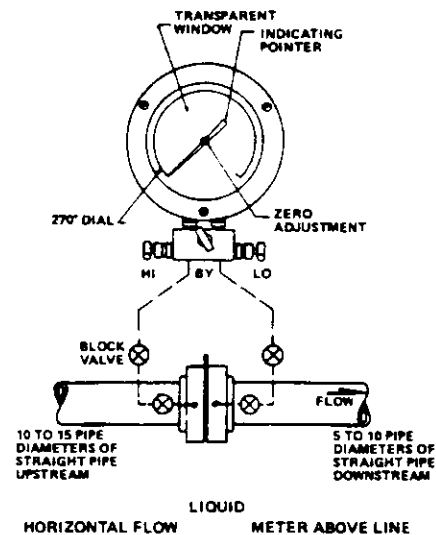 TRANSPARENT
WINDOW
INDICATING
POINTER
270° DIAL
ZERO
ADJUSTMENT
HI BY LO
BLOCK
VALVE
FLOW
10 TO 15 PIPE
DIAMETERS OF
STRAIGHT PIPE
UPSTREAM
5 TO 10 PIPE
DIAMETERS OF
STRAIGHT PIPE
DOWNSTREAM
LIQUID
HORIZONTAL FLOW METER ABOVE LINE